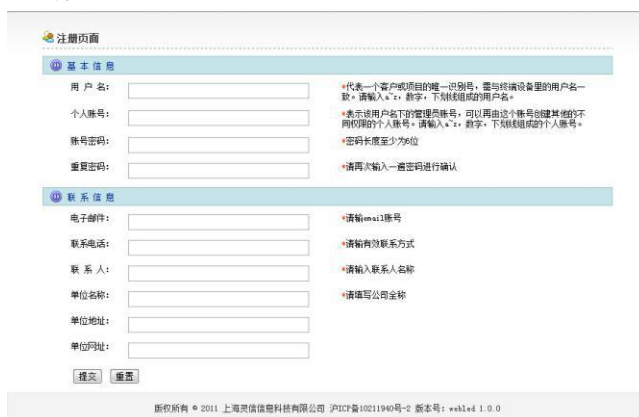 注册页面
基本信息
用 户 名： *代表一个客户或项目的唯一识别号，需与终端设备里的用户名一
致。请输入a~z，数字，下划线组成的用户名。
个人账号： *表示该用户名下的管理员账号，可以再由这个账号创建其他的不
同权限的个人账号。请输入a~z，数字，下划线组成的个人账号。
账号密码： *密码长度至少为6位
重复密码： *请再次输入一遍密码进行确认
联系信息
电子邮件： *请输email账号
联系电话： *请输有效联系方式
联 系 人： *请输入联系人名称
单位名称： *请填写公司全称
单位地址：
单位网址：
提交 重置
版权所有 © 2011 上海灵信信息科技有限公司 沪ICP备10211940号-2 版本号：webled 1.0.0